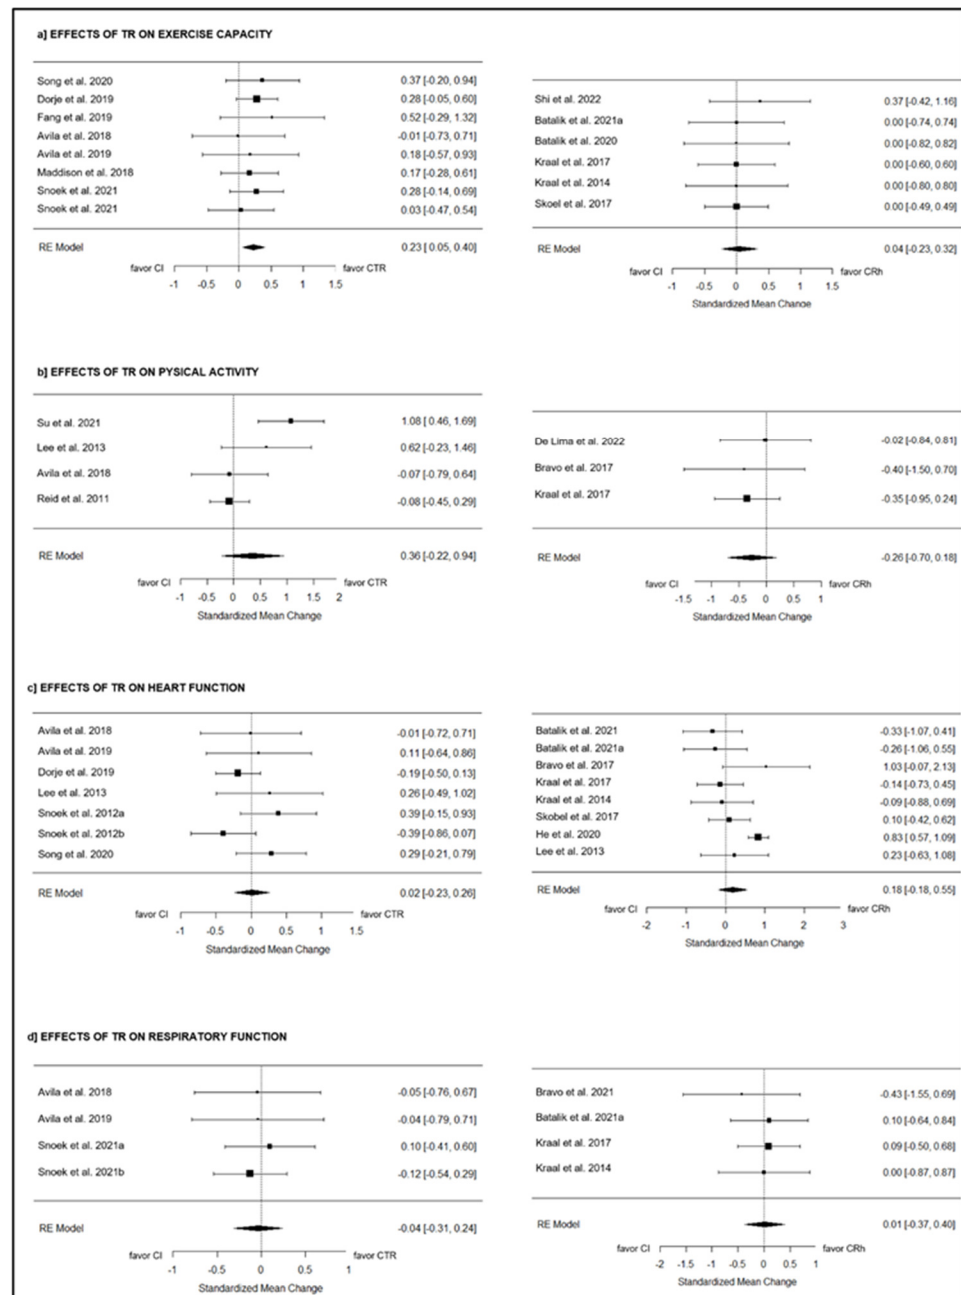 a] EFFECTS OF TR ON EXERCISE CAPACITY
Song et al. 2020 0.37 [-0.20, 0.94]
Dorje et al. 2019 0.28 [-0.05, 0.60]
Fang et al. 2019 0.52 [-0.29, 1.32]
Avila et al. 2018 -0.01 [-0.73, 0.71]
Avila et al. 2019 0.18 [-0.57, 0.93]
Maddison et al. 2018 0.17 [-0.28, 0.61]
Snoek et al. 2021 0.28 [-0.14, 0.69]
Snoek et al. 2021 0.03 [-0.47, 0.54]
RE Model 0.23 [0.05, 0.40]
favor CI favor CTR
-1 -0.5 0 0.5 1 1.5
Shi et al. 2022 0.37 [-0.42, 1.16]
Batalik et al. 2021a 0.00 [-0.74, 0.74]
Batalik et al. 2020 0.00 [-0.82, 0.82]
Kraal et al. 2017 0.00 [-0.60, 0.60]
Kraal et al. 2014 0.00 [-0.80, 0.80]
Skoel et al. 2017 0.00 [-0.49, 0.49]
RE Model 0.04 [-0.23, 0.32]
favor CI favor CRh
-1 -0.5 0 0.5 1 1.5
Standardized Mean Change
b] EFFECTS OF TR ON PYSICAL ACTIVITY
Su et al. 2021 1.08 [0.46, 1.69]
Lee et al. 2013 0.62 [-0.23, 1.46]
Avila et al. 2018 -0.07 [-0.79, 0.64]
Reid et al. 2011 -0.08 [-0.45, 0.29]
RE Model 0.36 [-0.22, 0.94]
favor CI favor CTR
-1 -0.5 0 0.5 1 1.5 2
Standardized Mean Change
De Lima et al. 2022 -0.02 [-0.84, 0.81]
Bravo et al. 2017 -0.40 [-1.50, 0.70]
Kraal et al. 2017 -0.35 [-0.95, 0.24]
RE Model -0.26 [-0.70, 0.18]
favor CI favor CRh
-1.5 -1 -0.5 0 0.5 1
Standardized Mean Change
c] EFFECTS OF TR ON HEART FUNCTION
Avila et al. 2018 -0.01 [-0.72, 0.71]
Avila et al. 2019 0.11 [-0.64, 0.86]
Dorje et al. 2019 -0.19 [-0.50, 0.13]
Lee et al. 2013 0.26 [-0.49, 1.02]
Snoek et al. 2012a 0.39 [-0.15, 0.93]
Snoek et al. 2012b -0.39 [-0.86, 0.07]
Song et al. 2020 0.29 [-0.21, 0.79]
RE Model 0.02 [-0.23, 0.26]
favor CI favor CTR
-1 -0.5 0 0.5 1 1.5
Standardized Mean Change
Batalik et al. 2021 -0.33 [-1.07, 0.41]
Batalik et al. 2021a -0.26 [-1.06, 0.55]
Bravo et al. 2017 1.03 [-0.07, 2.13]
Kraal et al. 2017 -0.14 [-0.73, 0.45]
Kraal et al. 2014 -0.09 [-0.88, 0.69]
Skobel et al. 2017 0.10 [-0.42, 0.62]
He et al. 2020 0.83 [0.57, 1.09]
Lee et al. 2013 0.23 [-0.63, 1.08]
RE Model 0.18 [-0.18, 0.55]
favor CI favor CRh
-2 -1 0 1 2 3
Standardized Mean Change
d] EFFECTS OF TR ON RESPIRATORY FUNCTION
Avila et al. 2018 -0.05 [-0.76, 0.67]
Avila et al. 2019 -0.04 [-0.79, 0.71]
Snoek et al. 2021a 0.10 [-0.41, 0.60]
Snoek et al. 2021b -0.12 [-0.54, 0.29]
RE Model -0.04 [-0.31, 0.24]
favor CI favor CTR
-1 -0.5 0 0.5 1
Standardized Mean Change
Bravo et al. 2021 -0.43 [-1.55, 0.69]
Batalik et al. 2021a 0.10 [-0.64, 0.84]
Kraal et al. 2017 0.09 [-0.50, 0.68]
Kraal et al. 2014 0.00 [-0.87, 0.87]
RE Model 0.01 [-0.37, 0.40]
favor CI favor CRh
-2 -1.5 -1 -0.5 0 0.5 1
Standardized Mean Change